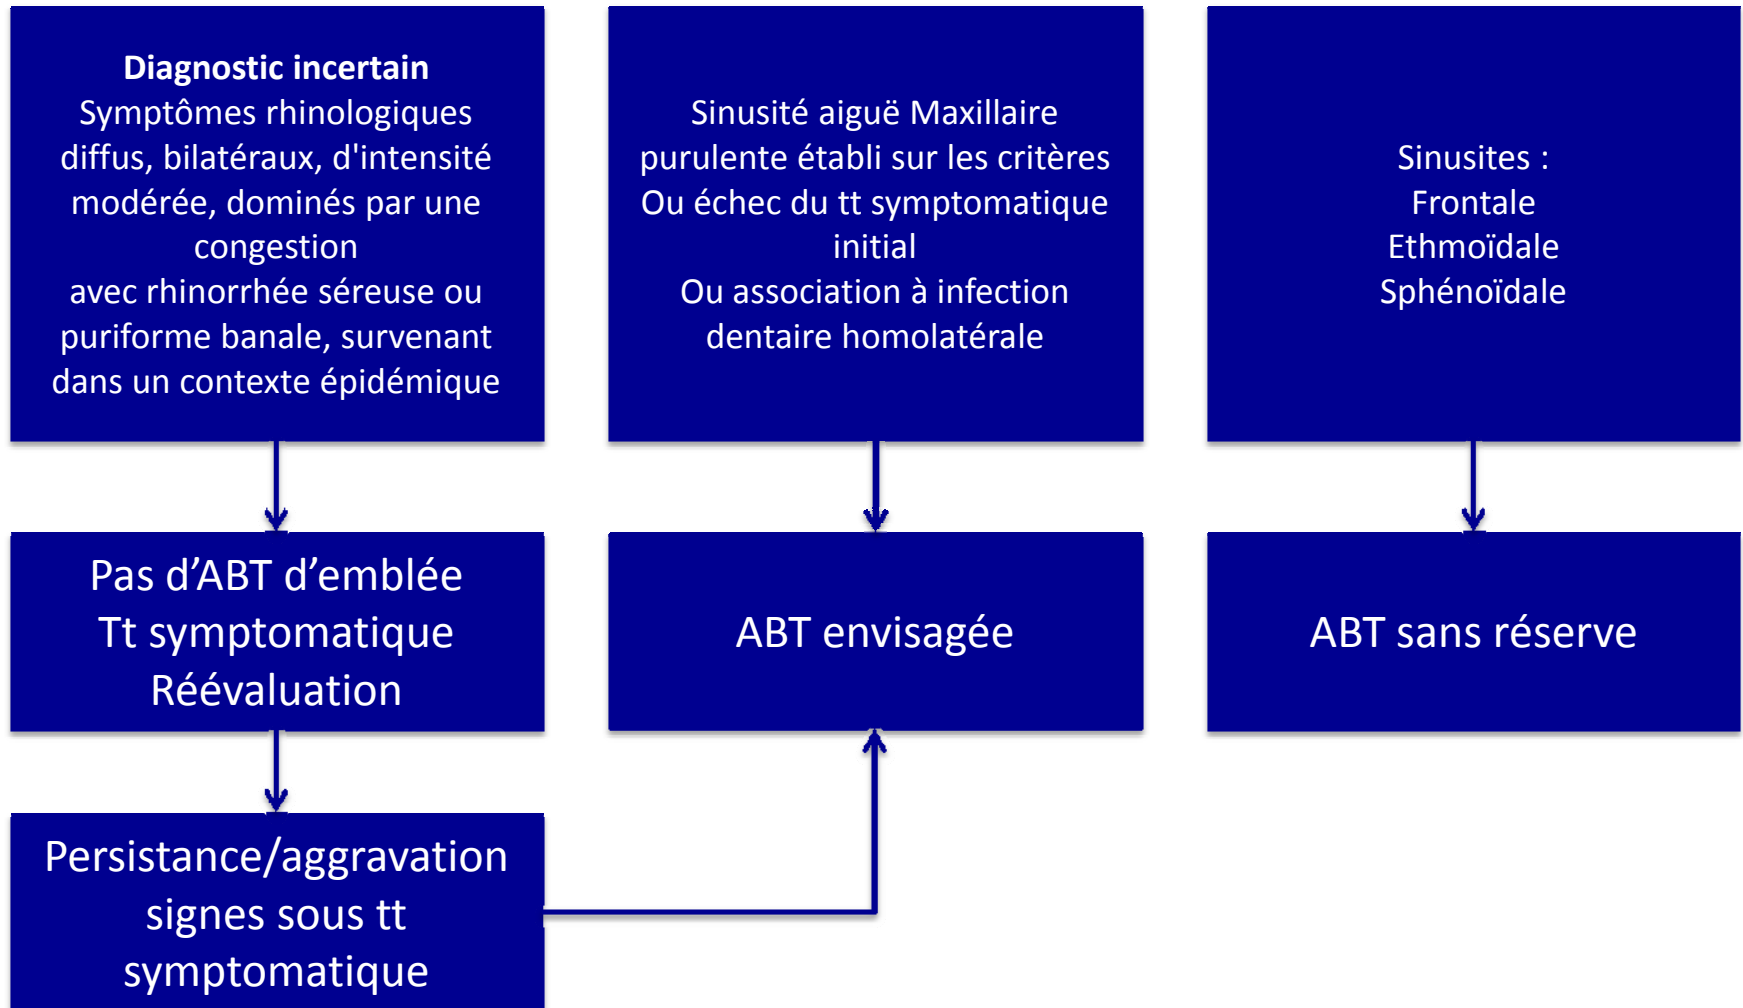 Diagnostic incertain
Symptômes rhinologiques
diffus, bilatéraux, d'intensité
modérée, dominés par une
congestion
avec rhinorrhée séreuse ou
puriforme banale, survenant
dans un contexte épidémique
Sinusité aiguë Maxillaire
purulente établi sur les critères
Ou échec du tt symptomatique
initial
Ou association à infection
dentaire homolatérale
Sinusites :
Frontale
Ethmoïdale
Sphénoïdale
Pas d’ABT d’emblée
Tt symptomatique
Réévaluation
ABT envisagée
ABT sans réserve
Persistance/aggravation
signes sous tt
symptomatique